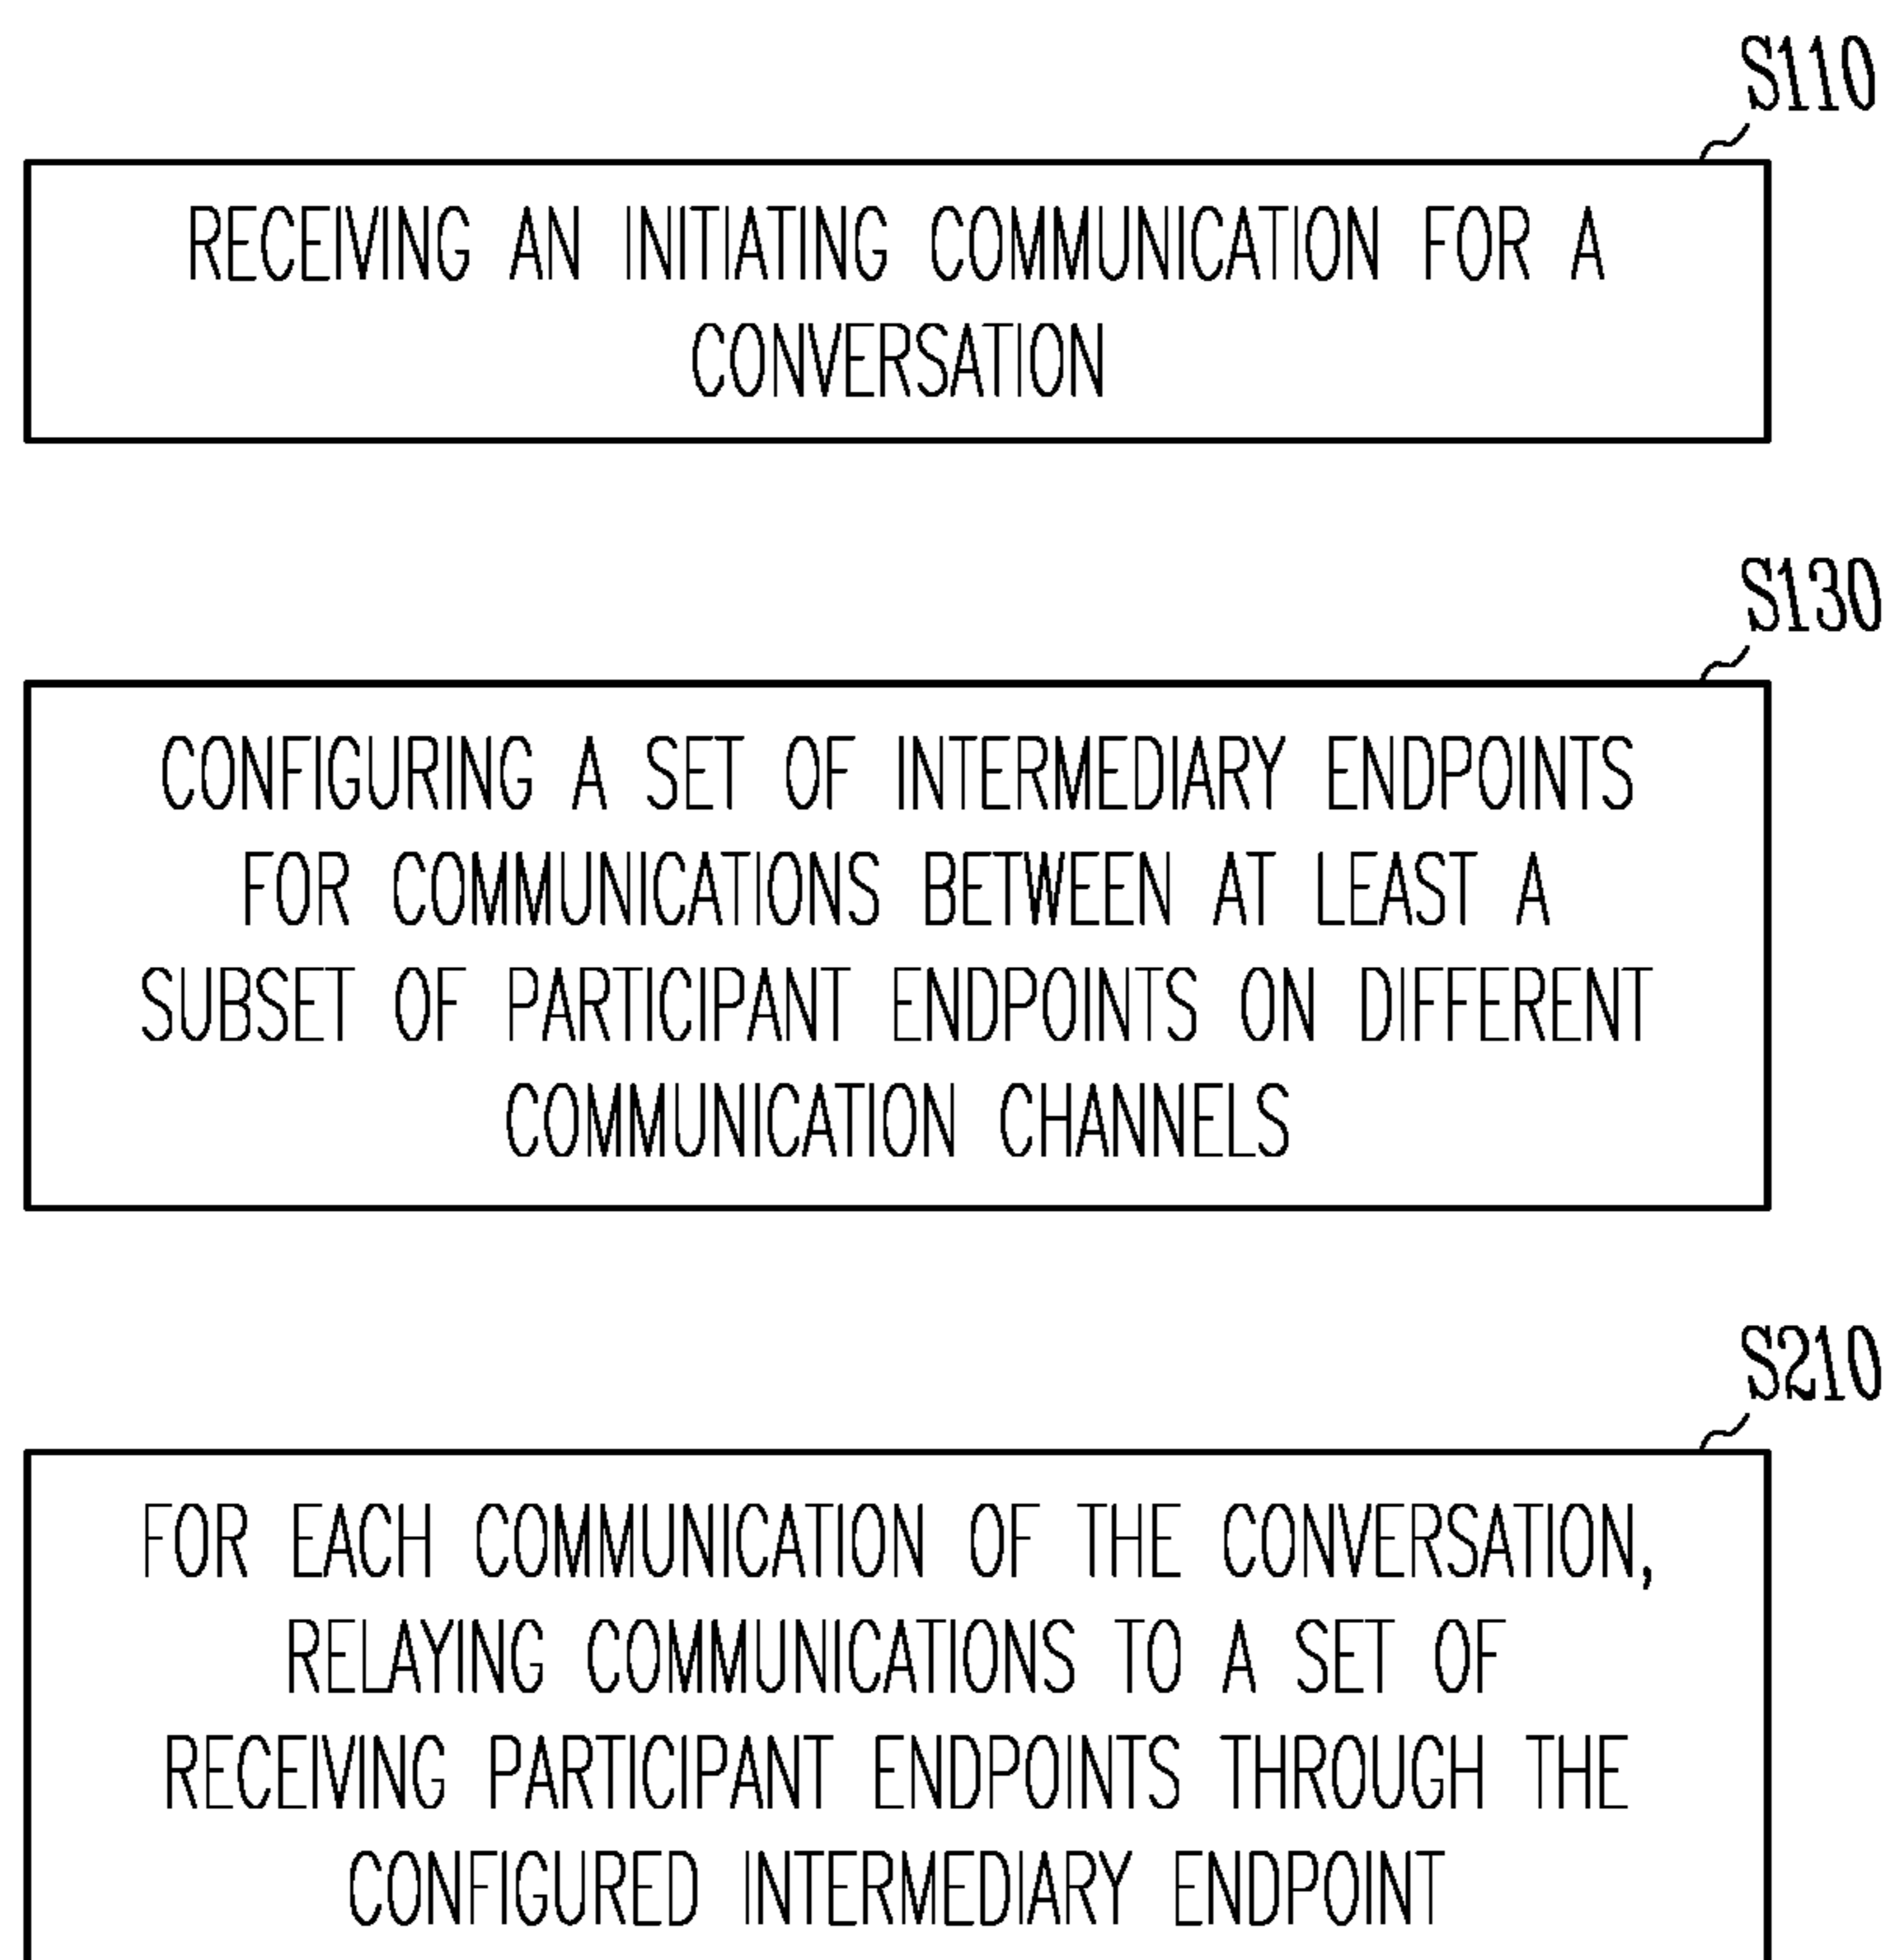 S110
RECEIVING AN INITIATING COMMUNICATION FOR A
CONVERSATION
S130
CONFIGURING A SET OF INTERMEDIARY ENDPOINTS
FOR COMMUNICATIONS BETWEEN AT LEAST A
SUBSET OF PARTICIPANT ENDPOINTS ON DIFFERENT
COMMUNICATION CHANNELS
S210
FOR EACH COMMUNICATION OF THE CONVERSATION,
RELAYING COMMUNICATIONS TO A SET OF
RECEIVING PARTICIPANT ENDPOINTS THROUGH THE
CONFIGURED INTERMEDIARY ENDPOINT